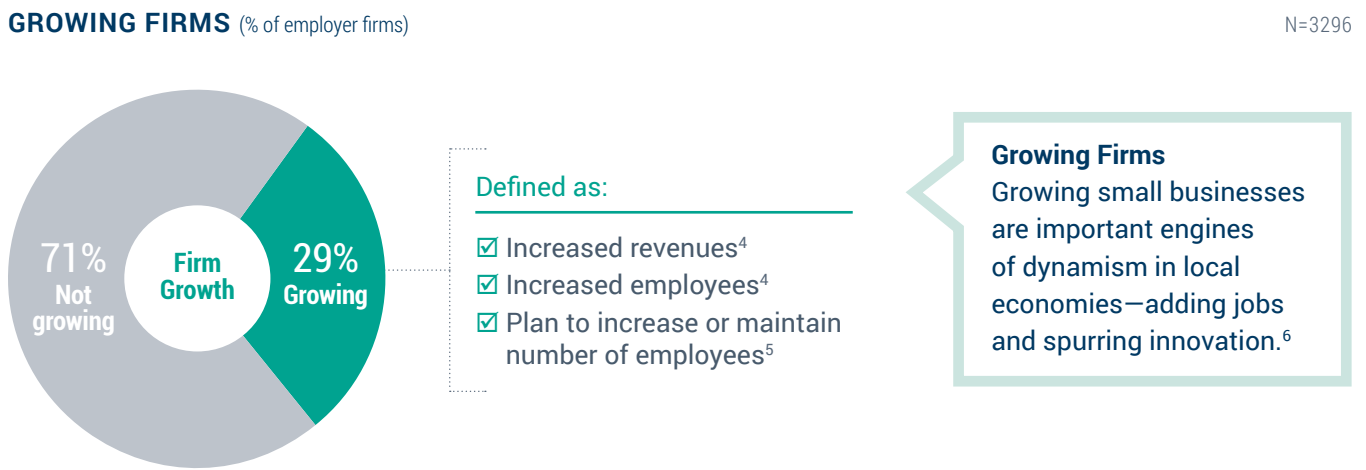 GROWING FIRMS (% of employer firms)
N=3296
71%
Not
growing
Firm
Growth
29%
Growing
Defined as:
☑ Increased revenues⁴
☑ Increased employees⁴
☑ Plan to increase or maintain
number of employees⁵
Growing Firms
Growing small businesses
are important engines
of dynamism in local
economies—adding jobs
and spurring innovation.⁶